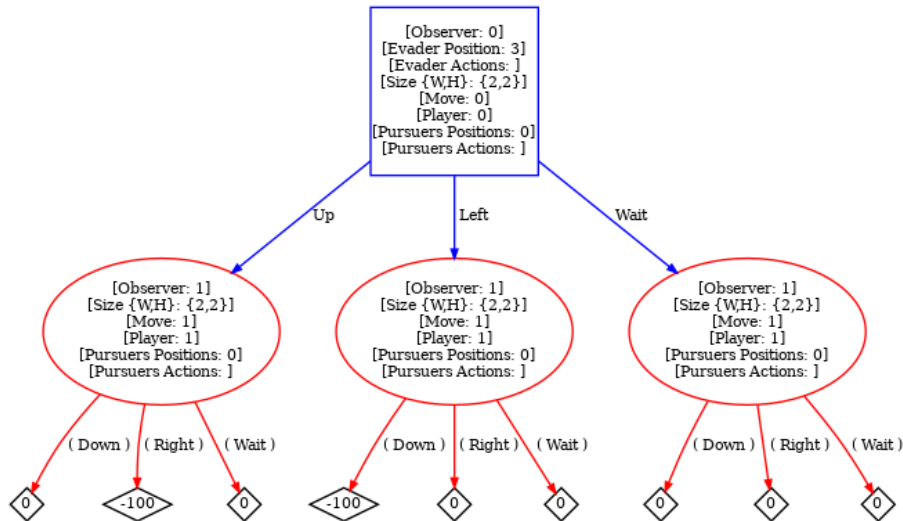 [Observer: 0]
[Evader Position: 3]
[Evader Actions: ]
[Size {W,H}: {2,2}]
[Move: 0]
[Player: 0]
[Pursuers Positions: 0]
[Pursuers Actions: ]
Up
Left
Wait
[Observer: 1]
[Size {W,H}: {2,2}]
[Move: 1]
[Player: 1]
[Pursuers Positions: 0]
[Pursuers Actions: ]
[Observer: 1]
[Size {W,H}: {2,2}]
[Move: 1]
[Player: 1]
[Pursuers Positions: 0]
[Pursuers Actions: ]
[Observer: 1]
[Size {W,H}: {2,2}]
[Move: 1]
[Player: 1]
[Pursuers Positions: 0]
[Pursuers Actions: ]
( Down )
( Right )
( Wait )
( Down )
( Right )
( Wait )
( Down )
( Right )
( Wait )
0
-100
0
-100
0
0
0
0
0